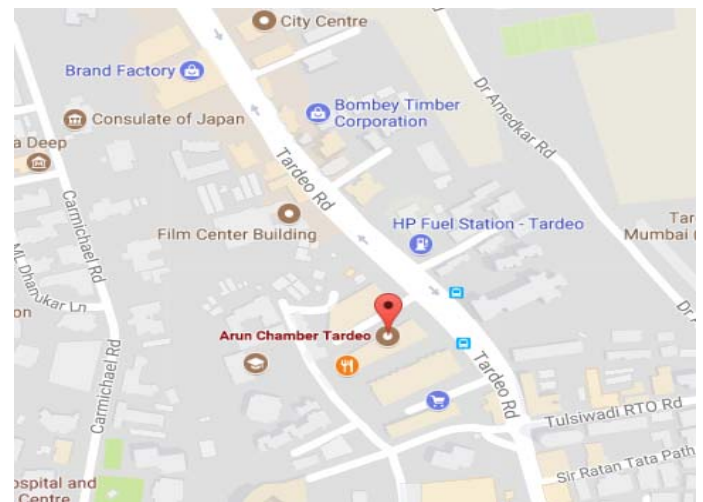 City Centre
Brand Factory
Bombey Timber
Corporation
Consulate of Japan
a Deep
Dr Amedkar Rd
Tardeo Rd
Carmichael Rd
HP Fuel Station - Tardeo
Tar
Mumbai
Film Center Building
ML Dhanukar Ln
on
Dr A
Arun Chamber Tardeo
Carmichael Rd
Tardeo Rd
Tulsiwadi RTO Rd
Sir Ratan Tata Path
ospital and
Centre